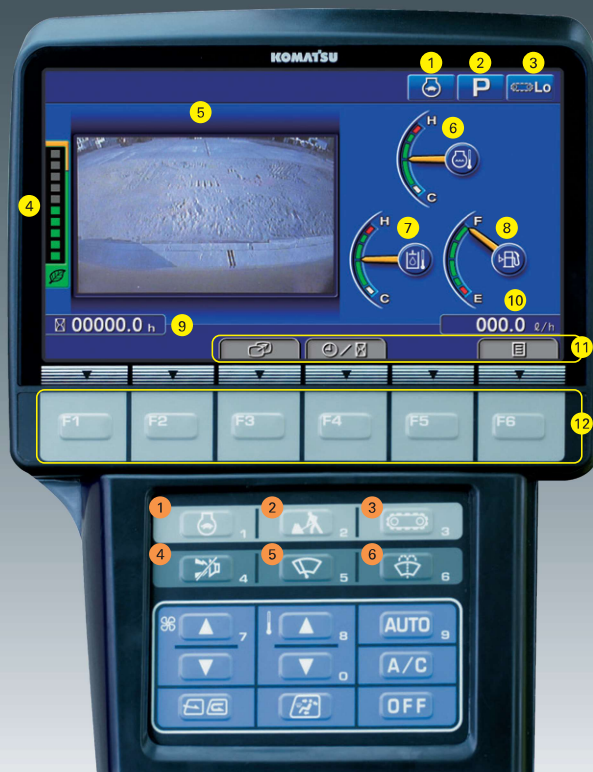 KOMATSU
1 2 3
P Lo
5
H
6
4
C
H F
7 8
C E
10
00000.0 h 9 000.0 ℓ/h
11
F1 F2 F3 F4 F5 F6
12
1 2 3
1 2 3
4 5 6
4 5 6
7 8 AUTO 9
0 A/C
OFF